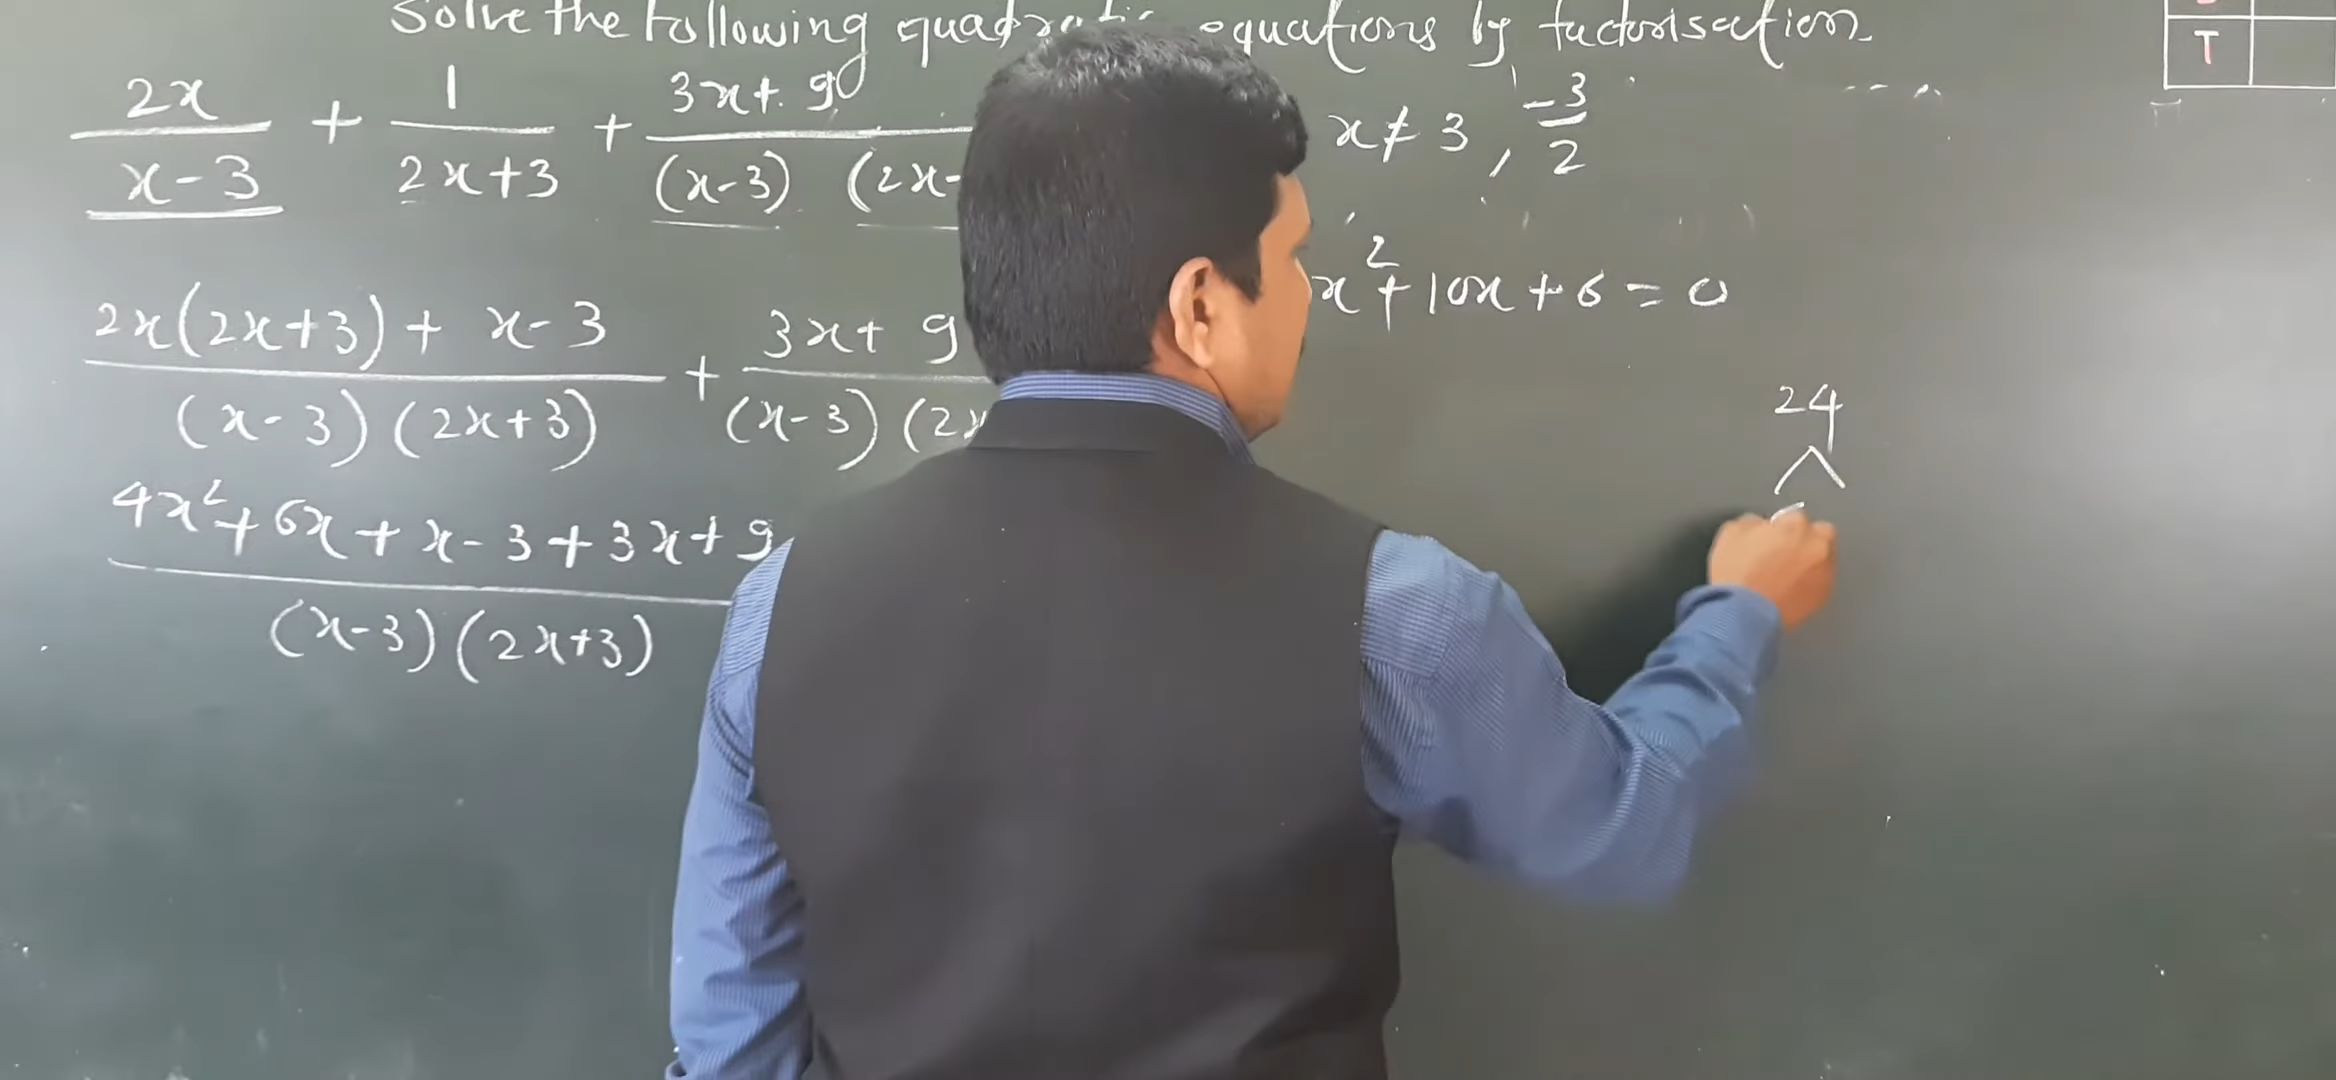 Solve the following equations by factorisation
T
2x/(x-3) + 1/(2x+3) + (3x+9)/((x-3)(2x-
x≠3, -3/2
(2x(2x+3)+x-3)/((x-3)(2x+3)) + (3x+9)/((x-3)(2x
x²+10x+6=0
24
(4x²+6x+x-3+3x+9)/((x-3)(2x+3))